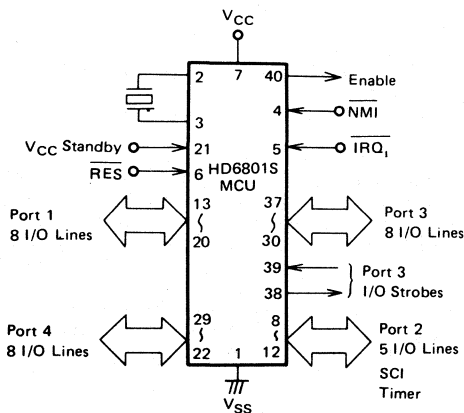 VCC
2 7 40 Enable
4 NMI
3
VCC Standby 21 5 IRQ1
RES 6 HD6801S
MCU
13 37
Port 1 Port 3
8 I/O Lines 20 30 8 I/O Lines
39 Port 3
38 I/O Strobes
29 8
Port 4 Port 2
8 I/O Lines 22 1 12 5 I/O Lines
SCI
VSS Timer